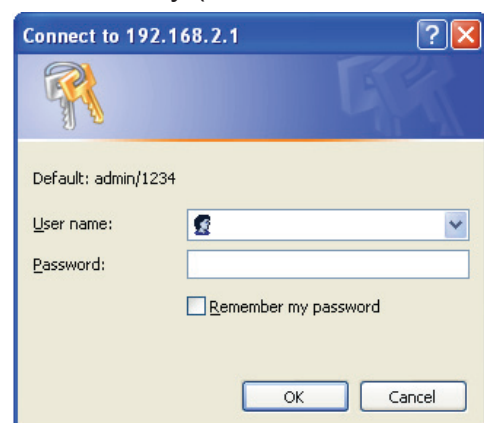 Connect to 192.168.2.1
Default: admin/1234
User name:
Password:
Remember my password
OK Cancel